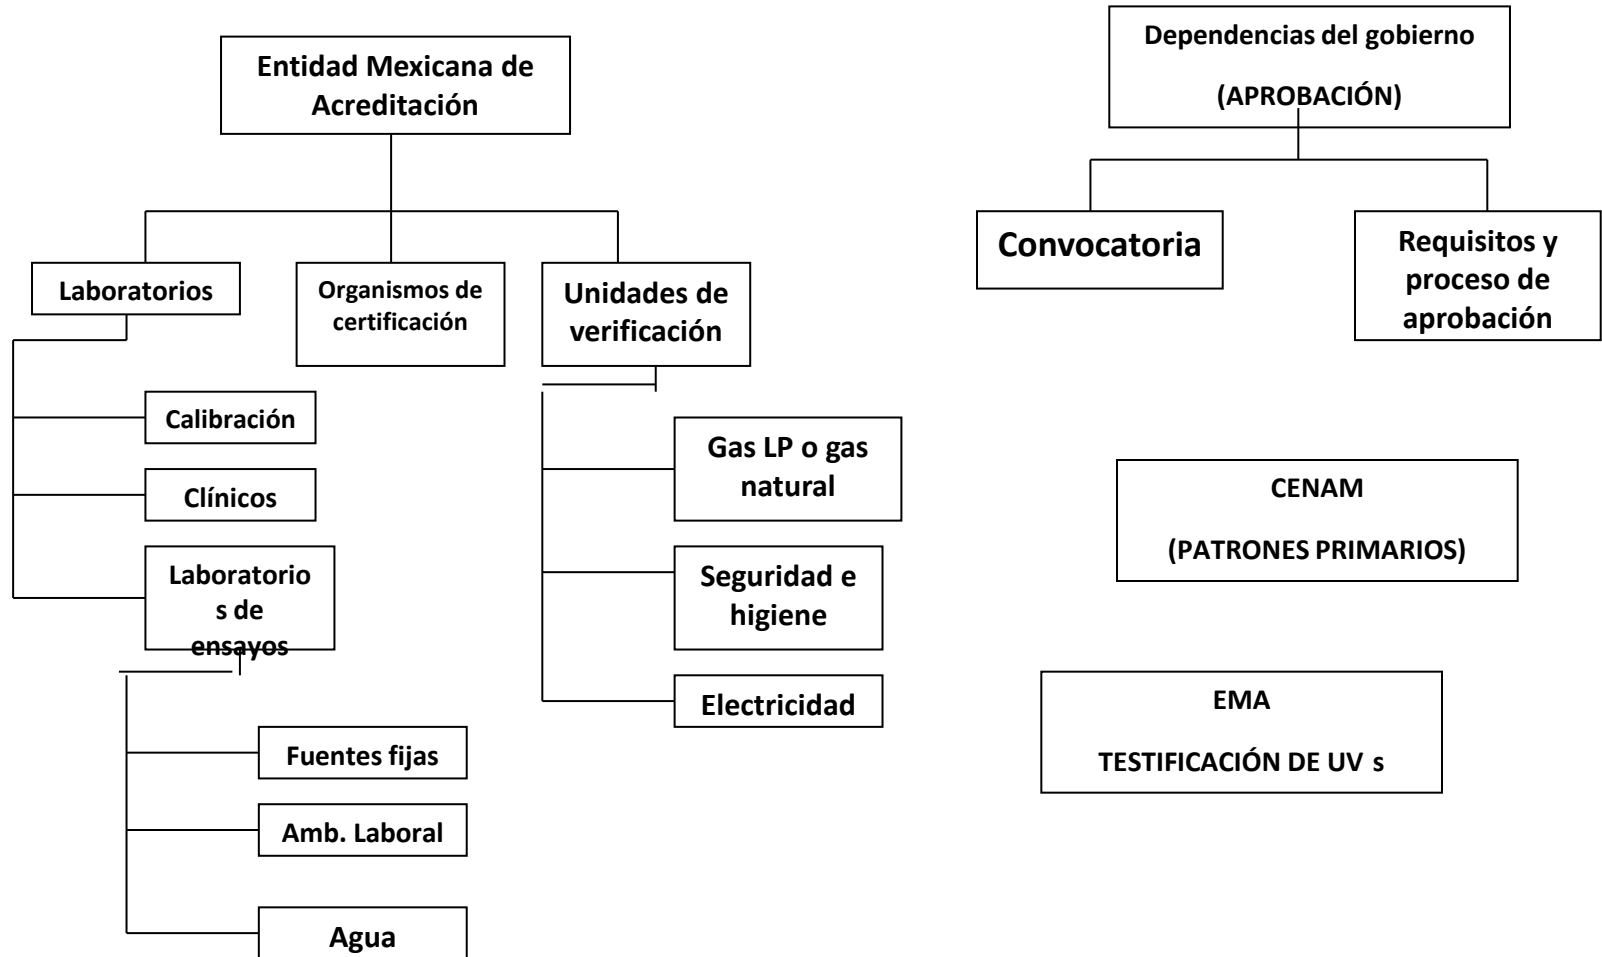 Entidad Mexicana de
Acreditación
Laboratorios
Organismos de
certificación
Unidades de
verificación
Calibración
Clínicos
Laboratorio
s de
ensayos
Fuentes fijas
Amb. Laboral
Agua
Gas LP o gas
natural
Seguridad e
higiene
Electricidad
Dependencias del gobierno
(APROBACIÓN)
Convocatoria
Requisitos y
proceso de
aprobación
CENAM
(PATRONES PRIMARIOS)
EMA
TESTIFICACIÓN DE UV s